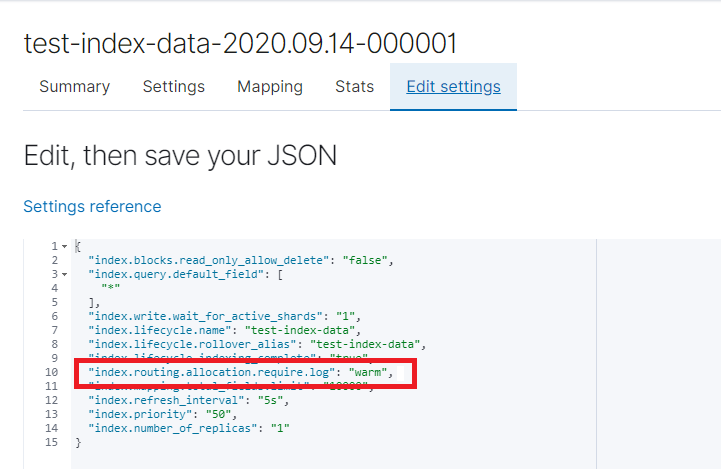 test-index-data-2020.09.14-000001
Summary Settings Mapping Stats Edit settings
Edit, then save your JSON
Settings reference
1 {
2 "index.blocks.read_only_allow_delete": "false",
3 "index.query.default_field": [
4 "*"
5 ],
6 "index.write.wait_for_active_shards": "1",
7 "index.lifecycle.name": "test-index-data",
8 "index.lifecycle.rollover_alias": "test-index-data",
9 "index.lifecycle.indexing_complete": "true",
10 "index.routing.allocation.require.log": "warm",
11 "index.mapping.total_fields.limit": "10000",
12 "index.refresh_interval": "5s",
13 "index.priority": "50",
14 "index.number_of_replicas": "1"
15 }